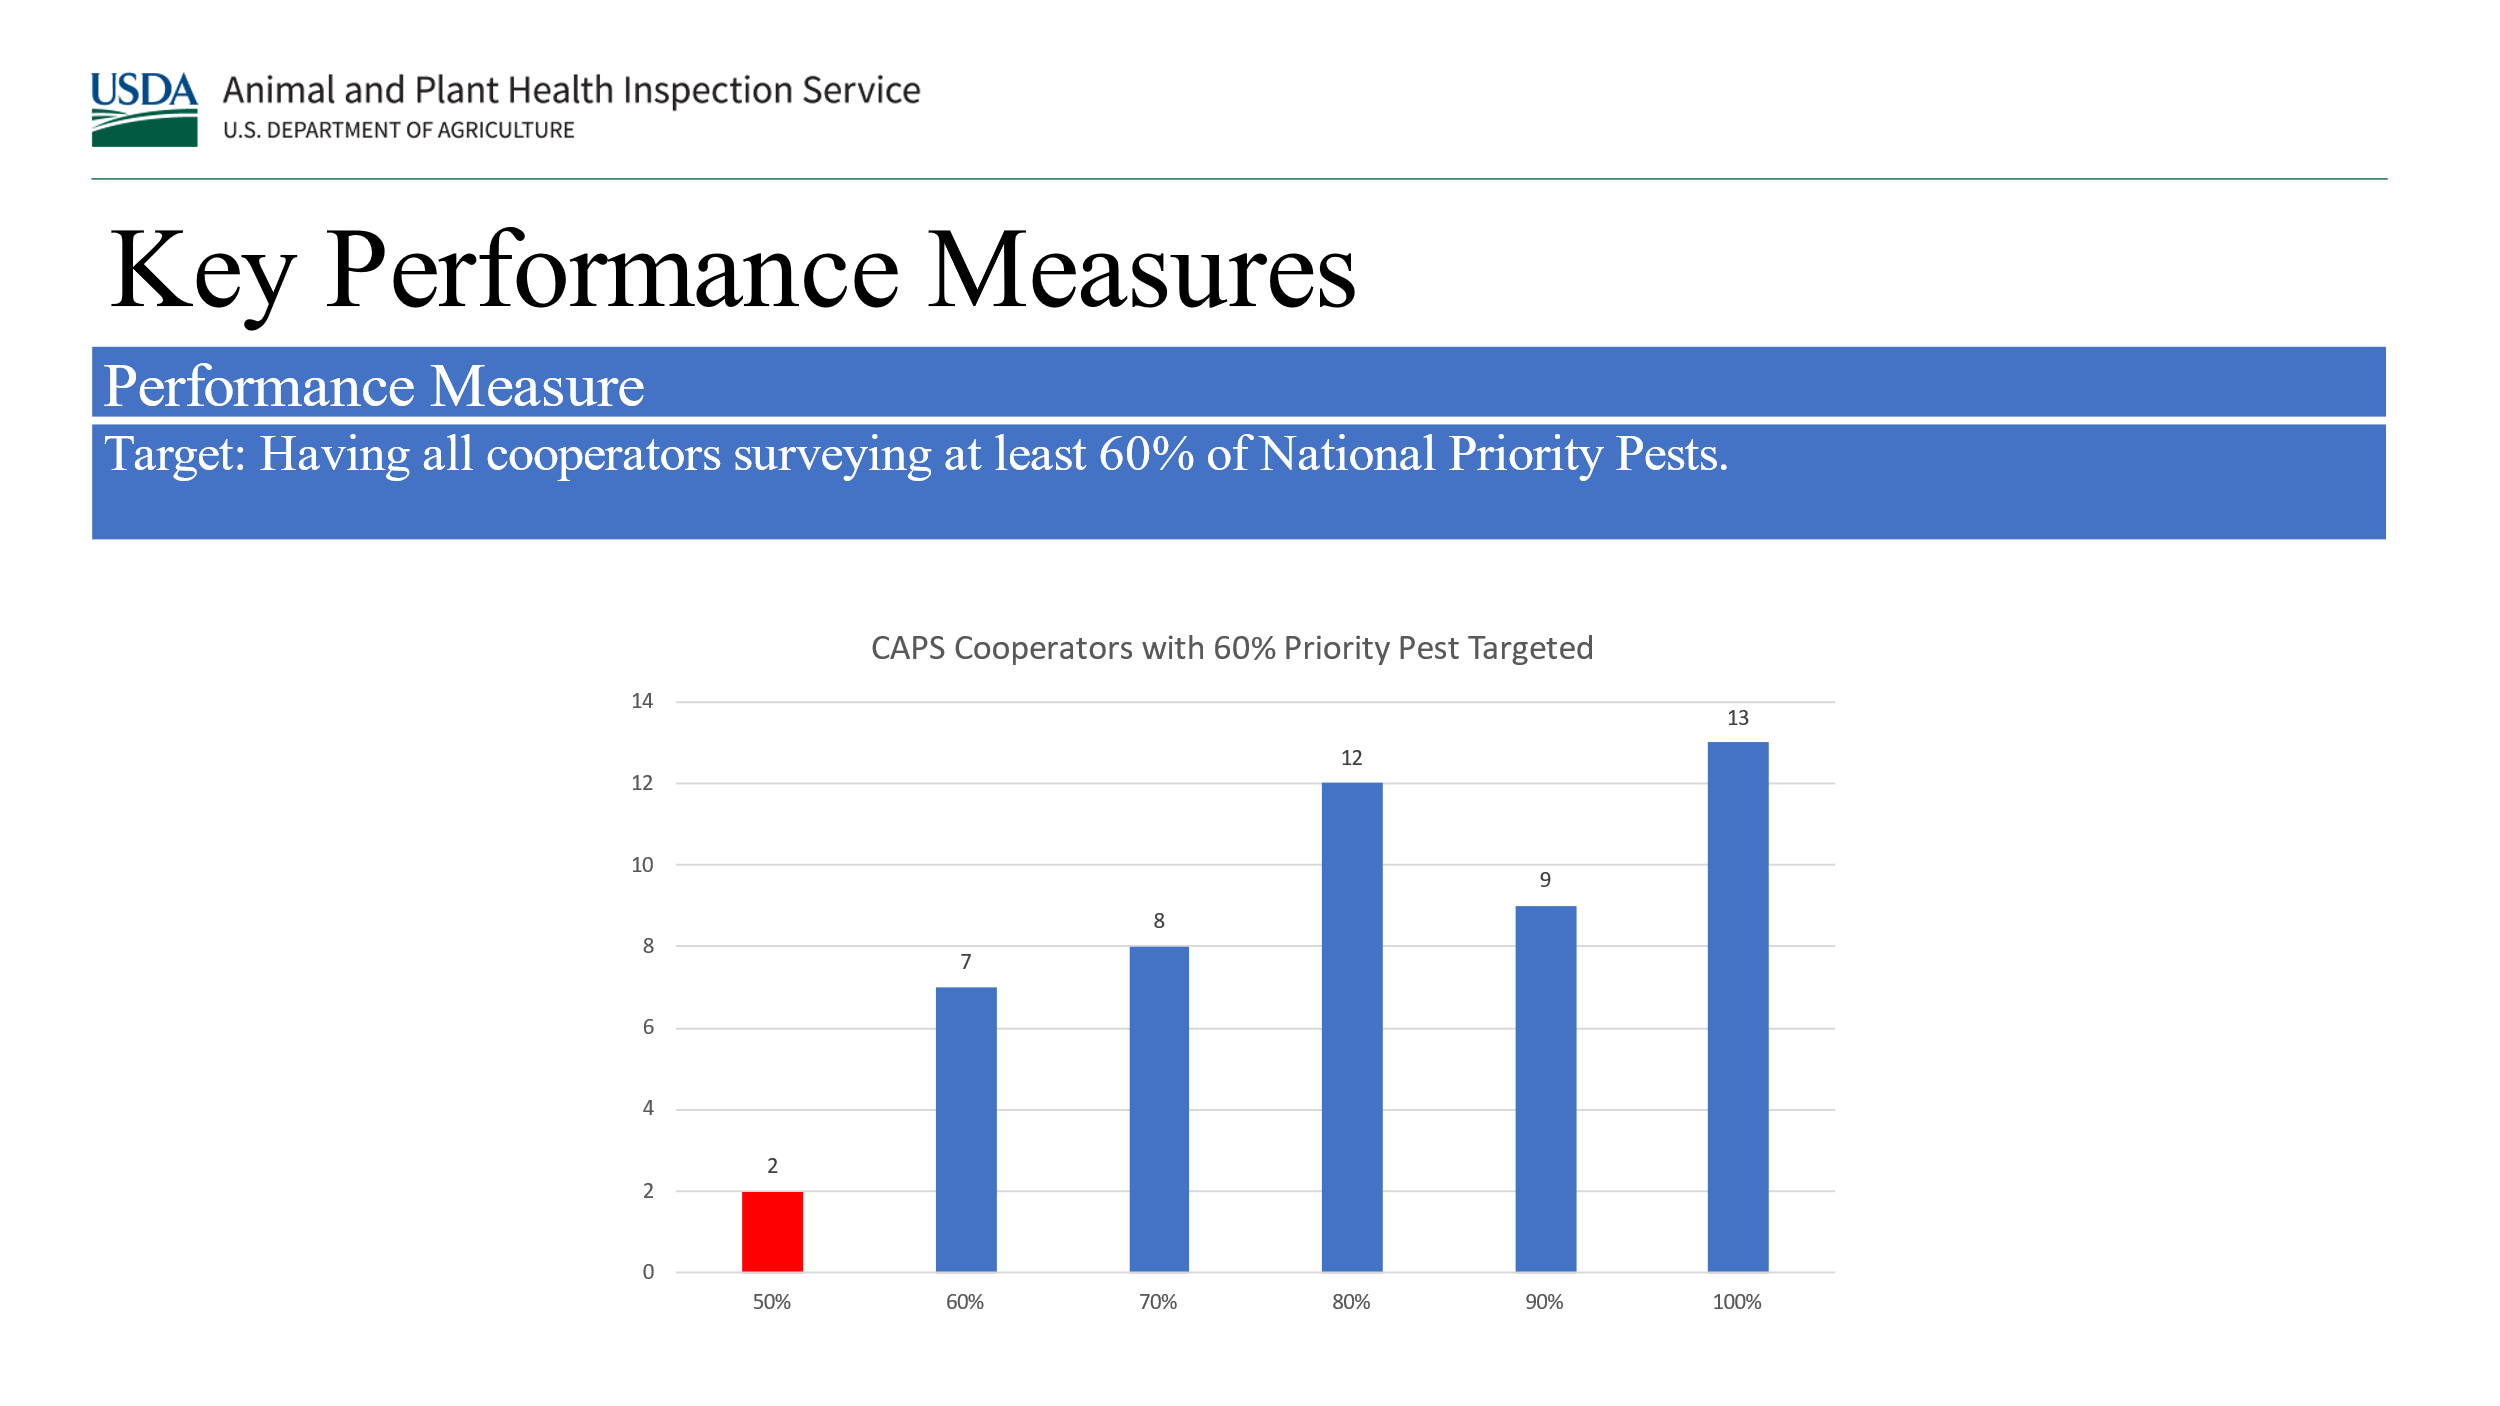 USDA
Animal and Plant Health Inspection Service
U.S. DEPARTMENT OF AGRICULTURE
Key Performance Measures
Performance Measure
Target: Having all cooperators surveying at least 60% of National Priority Pests.
CAPS Cooperators with 60% Priority Pest Targeted
14
13
12
12
10
9
8
8
7
6
4
2
2
0
50% 60% 70% 80% 90% 100%